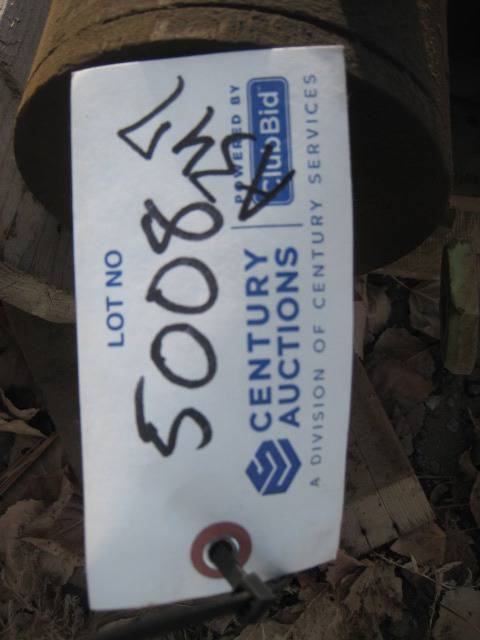 LOT NO
5008
CENTURY
AUCTIONS
POWERED BY
ClubBid
A DIVISION OF CENTURY SERVICES